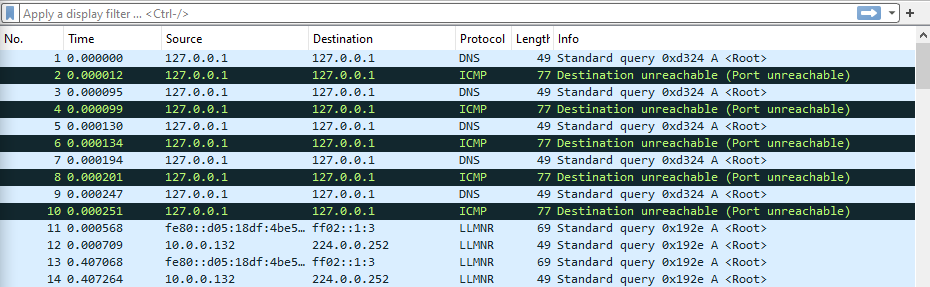 Apply a display filter ... <Ctrl-/> +
No. Time Source Destination Protocol Length Info
1 0.000000 127.0.0.1 127.0.0.1 DNS 49 Standard query 0xd324 A <Root>
2 0.000012 127.0.0.1 127.0.0.1 ICMP 77 Destination unreachable (Port unreachable)
3 0.000095 127.0.0.1 127.0.0.1 DNS 49 Standard query 0xd324 A <Root>
4 0.000099 127.0.0.1 127.0.0.1 ICMP 77 Destination unreachable (Port unreachable)
5 0.000130 127.0.0.1 127.0.0.1 DNS 49 Standard query 0xd324 A <Root>
6 0.000134 127.0.0.1 127.0.0.1 ICMP 77 Destination unreachable (Port unreachable)
7 0.000194 127.0.0.1 127.0.0.1 DNS 49 Standard query 0xd324 A <Root>
8 0.000201 127.0.0.1 127.0.0.1 ICMP 77 Destination unreachable (Port unreachable)
9 0.000247 127.0.0.1 127.0.0.1 DNS 49 Standard query 0xd324 A <Root>
10 0.000251 127.0.0.1 127.0.0.1 ICMP 77 Destination unreachable (Port unreachable)
11 0.000568 fe80::d05:18df:4be5… ff02::1:3 LLMNR 69 Standard query 0x192e A <Root>
12 0.000709 10.0.0.132 224.0.0.252 LLMNR 49 Standard query 0x192e A <Root>
13 0.407068 fe80::d05:18df:4be5… ff02::1:3 LLMNR 69 Standard query 0x192e A <Root>
14 0.407264 10.0.0.132 224.0.0.252 LLMNR 49 Standard query 0x192e A <Root>